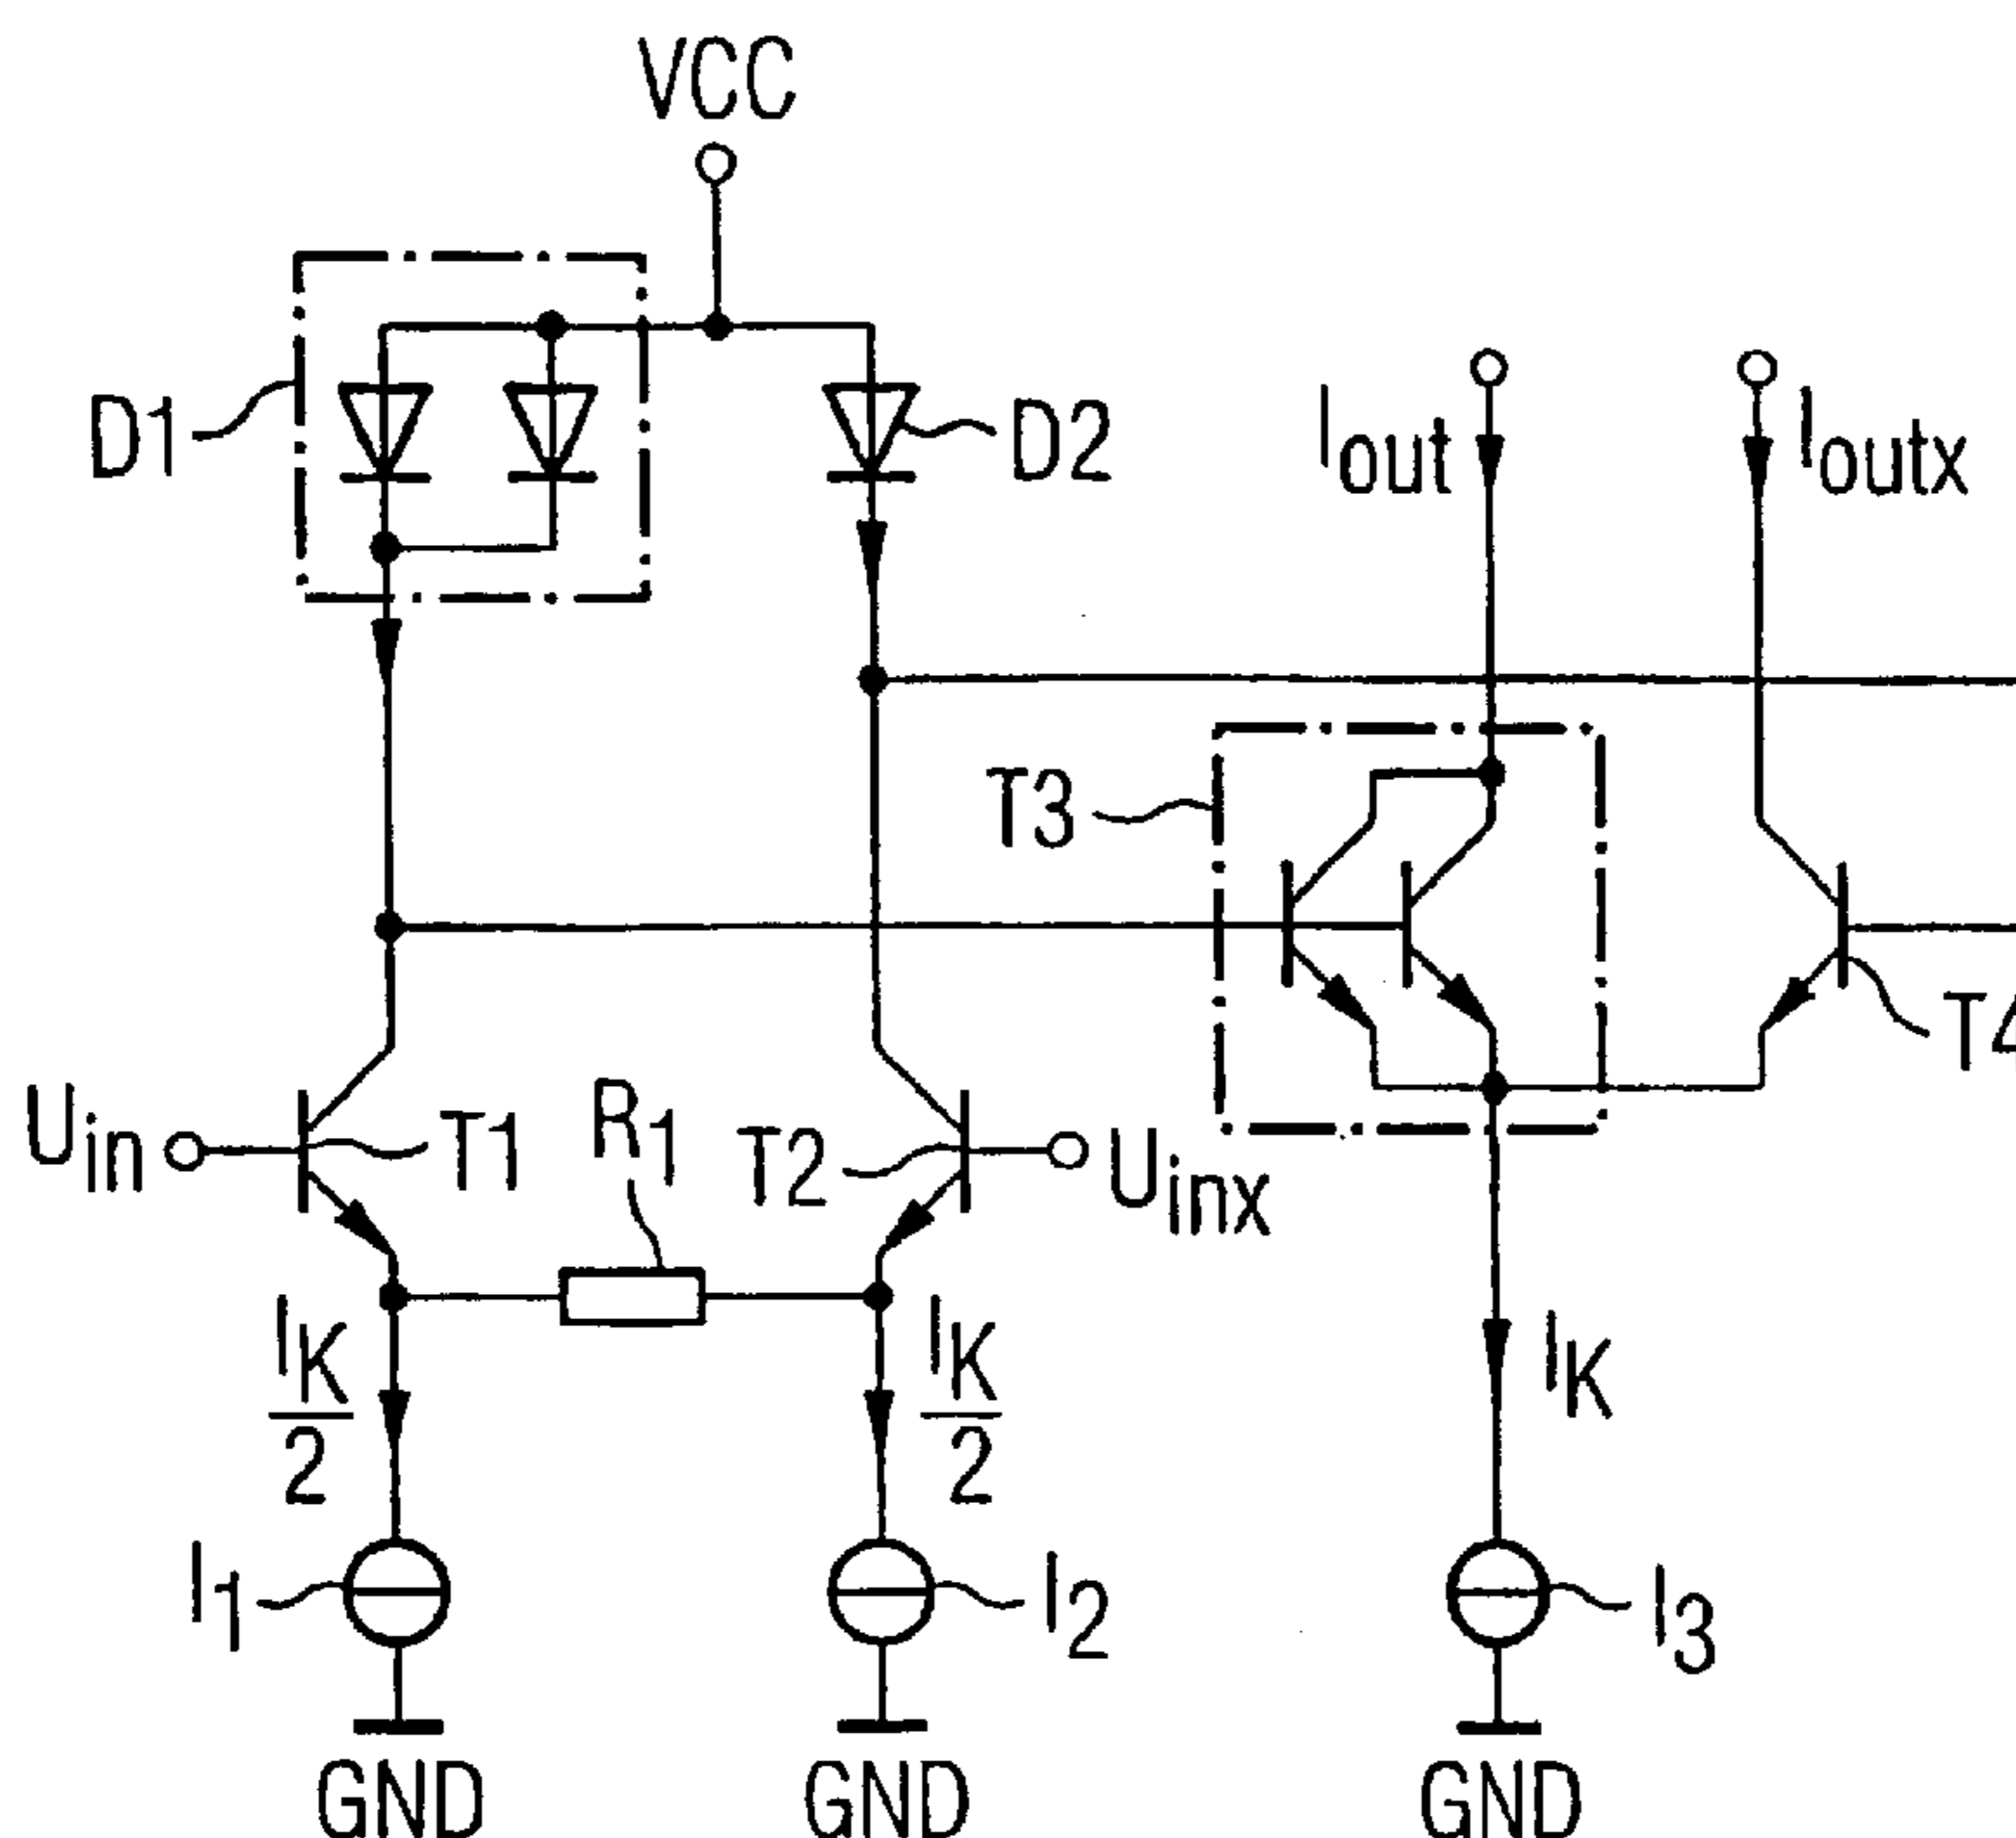 VCC
D1
D2
Iout
Ioutx
T3
T4
Uin
T1
R1
T2
Uinx
IK
2
IK
2
IK
I1
I2
I3
GND
GND
GND